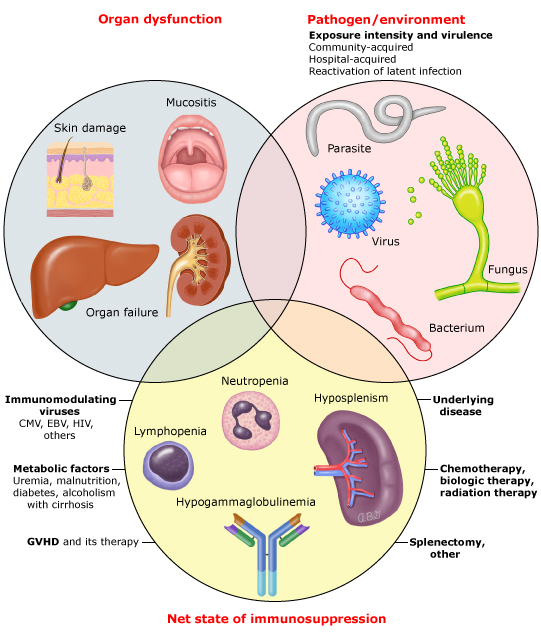 Organ dysfunction
Pathogen/environment
Exposure intensity and virulence
Community-acquired
Hospital-acquired
Reactivation of latent infection
Mucositis
Skin damage
Parasite
Virus
Fungus
Organ failure
Bacterium
Neutropenia
Immunomodulating
viruses
CMV, EBV, HIV,
others
Hyposplenism
Underlying
disease
Lymphopenia
Metabolic factors
Uremia, malnutrition,
diabetes, alcoholism
with cirrhosis
Chemotherapy,
biologic therapy,
radiation therapy
Hypogammaglobulinemia
GVHD and its therapy
Splenectomy,
other
Net state of immunosuppression